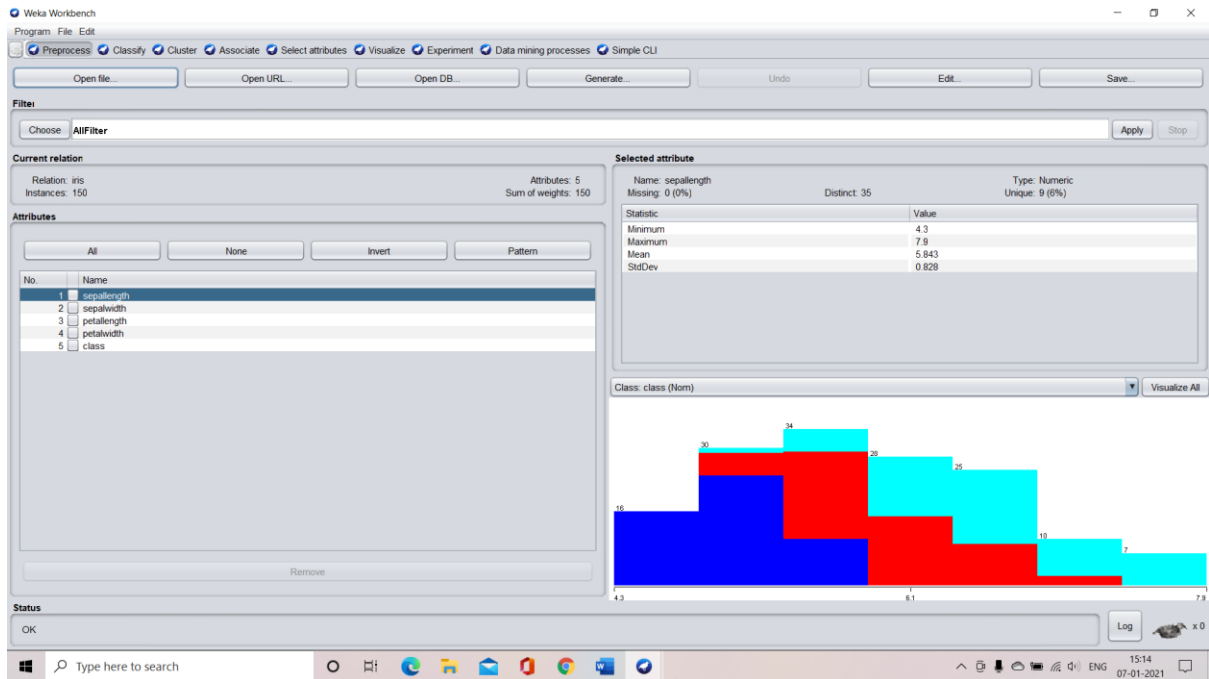 Weka Workbench
Program File Edit
Preprocess Classify Cluster Associate Select attributes Visualize Experiment Data mining processes Simple CLI
Open file... Open URL... Open DB... Generate... Undo Edit... Save...
Filter
Choose AllFilter Apply Stop
Current relation
Relation: iris Attributes: 5
Instances: 150 Sum of weights: 150
Attributes
All None Invert Pattern
No. Name
1 sepallength
2 sepalwidth
3 petallength
4 petalwidth
5 class
Remove
Selected attribute
Name: sepallength Type: Numeric
Missing: 0 (0%) Distinct: 35 Unique: 9 (6%)
Statistic Value
Minimum 4.3
Maximum 7.9
Mean 5.843
StdDev 0.828
Class: class (Nom) Visualize All
16
30
34
28
25
10
7
4.3 6.1 7.9
Status
OK
Log x 0
Type here to search
ENG
15:14
07-01-2021